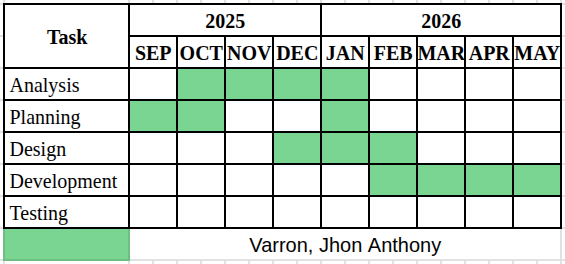 Task 2025 2026
SEP OCT NOV DEC JAN FEB MAR APR MAY
Analysis
Planning
Design
Development
Testing
Varron, Jhon Anthony